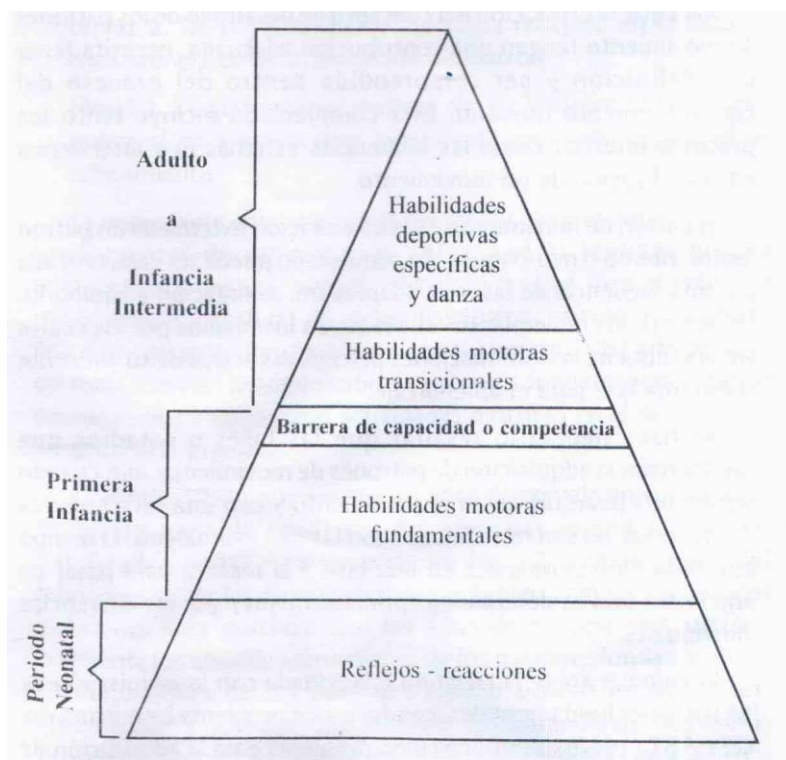 Adulto
a
Infancia
Intermedia
Habilidades
deportivas
específicas
y danza
Habilidades motoras
transicionales
Barrera de capacidad o competencia
Primera
Infancia
Habilidades motoras
fundamentales
Periodo
Neonatal
Reflejos - reacciones